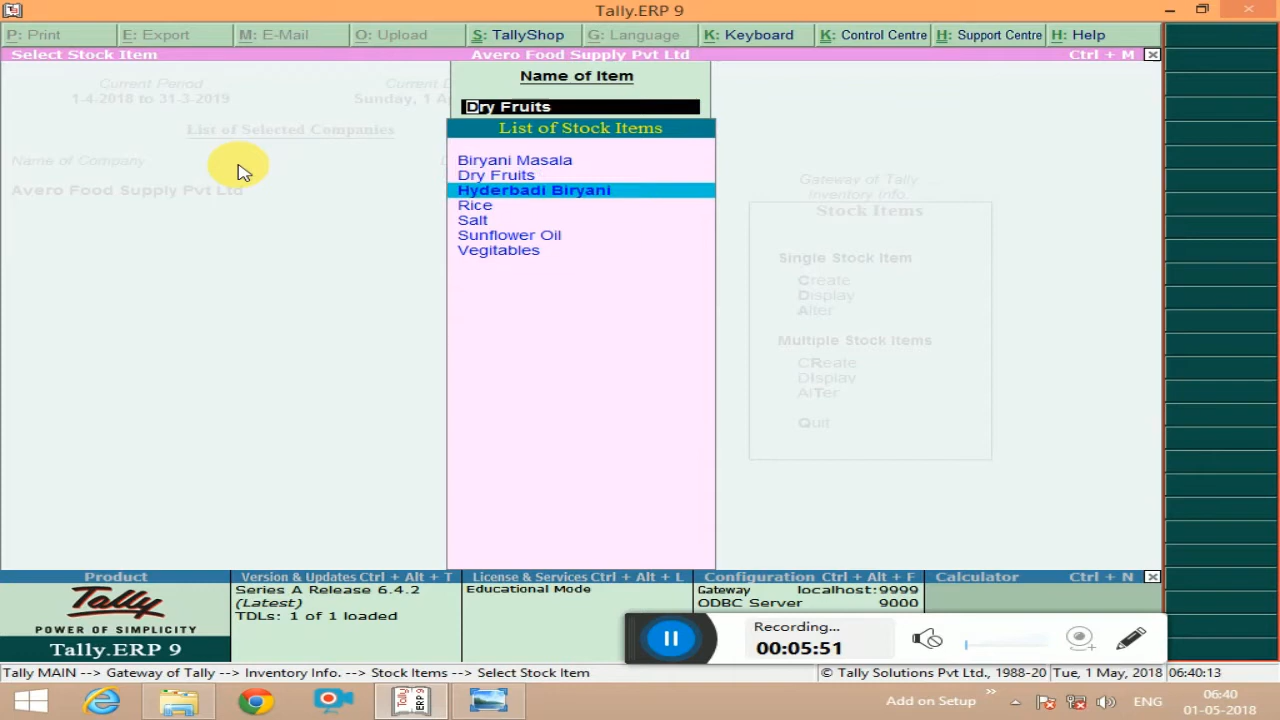 Tally.ERP 9
P: Print
E: Export
M: E-Mail
O: Upload
S: TallyShop
G: Language
K: Keyboard
K: Control Centre
H: Support Centre
H: Help
Select Stock Item
Avero Food Supply Pvt Ltd
Ctrl + M
Current Period
1-4-2018 to 31-3-2019
Sunday, 1
List of Selected Companies
Name of Company
Avero Food Supply Pvt Ltd
Name of Item
Dry Fruits
List of Stock Items
Biryani Masala
Dry Fruits
Hyderbadi Biryani
Rice
Salt
Sunflower Oil
Vegitables
Gateway of Tally
Inventory Info.
Stock Items
Single Stock Item
Create
Display
Alter
Multiple Stock Items
CReate
DIsplay
AlTer
Quit
Product
Tally
POWER OF SIMPLICITY
Tally.ERP 9
Version & Updates Ctrl + Alt + T
Series A Release 6.4.2
(Latest)
TDLs: 1 of 1 loaded
License & Services Ctrl + Alt + L
Educational Mode
Configuration Ctrl + Alt + F
Gateway localhost:9999
ODBC Server 9000
Calculator Ctrl + N
Recording...
00:05:51
Tally MAIN --> Gateway of Tally --> Inventory Info. --> Stock Items --> Select Stock Item
© Tally Solutions Pvt Ltd., 1988-20
Tue, 1 May, 2018
06:40:13
Tally ERP 9
Add on Setup
ENG
06:40
01-05-2018